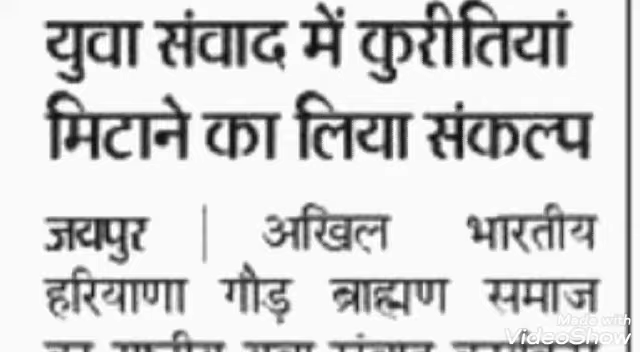 युवा संवाद में कुरीतियां
मिटाने का लिया संकल्प
जयपुर | अखिल भारतीय
हरियाणा गौड़ ब्राह्मण समाज
Made with
VideoShow